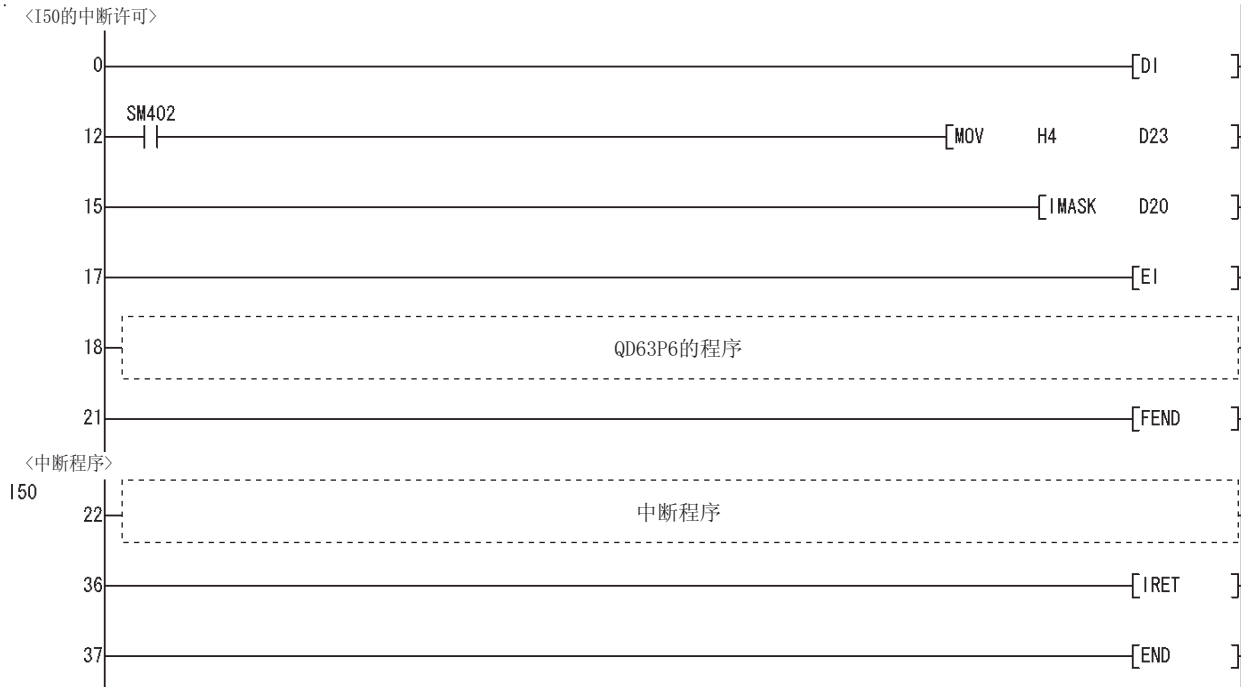 <I50的中断许可>
0 [DI ]
SM402
12 [MOV H4 D23 ]
15 [IMASK D20 ]
17 [EI ]
18 QD63P6的程序
21 [FEND ]
<中断程序>
I50
22 中断程序
36 [IRET ]
37 [END ]